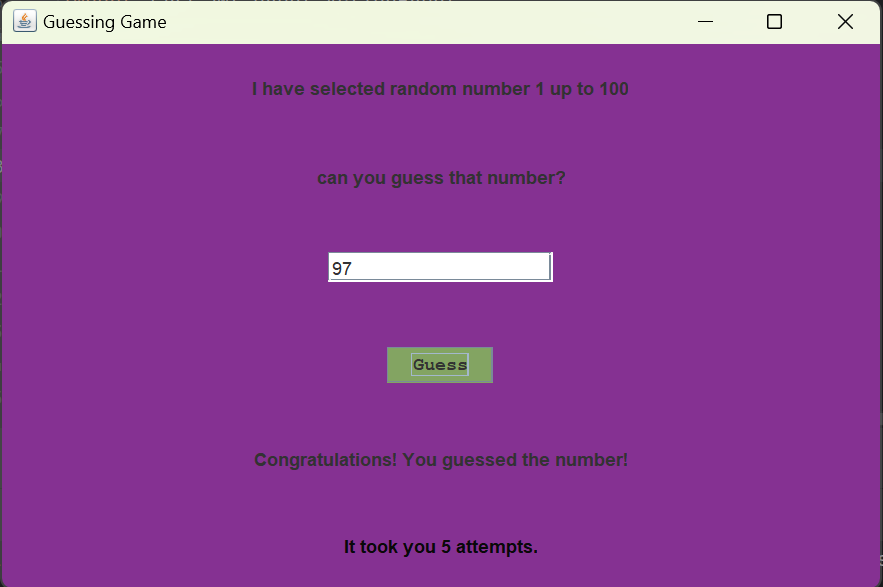 Guessing Game
I have selected random number 1 up to 100
can you guess that number?
97
Guess
Congratulations! You guessed the number!
It took you 5 attempts.